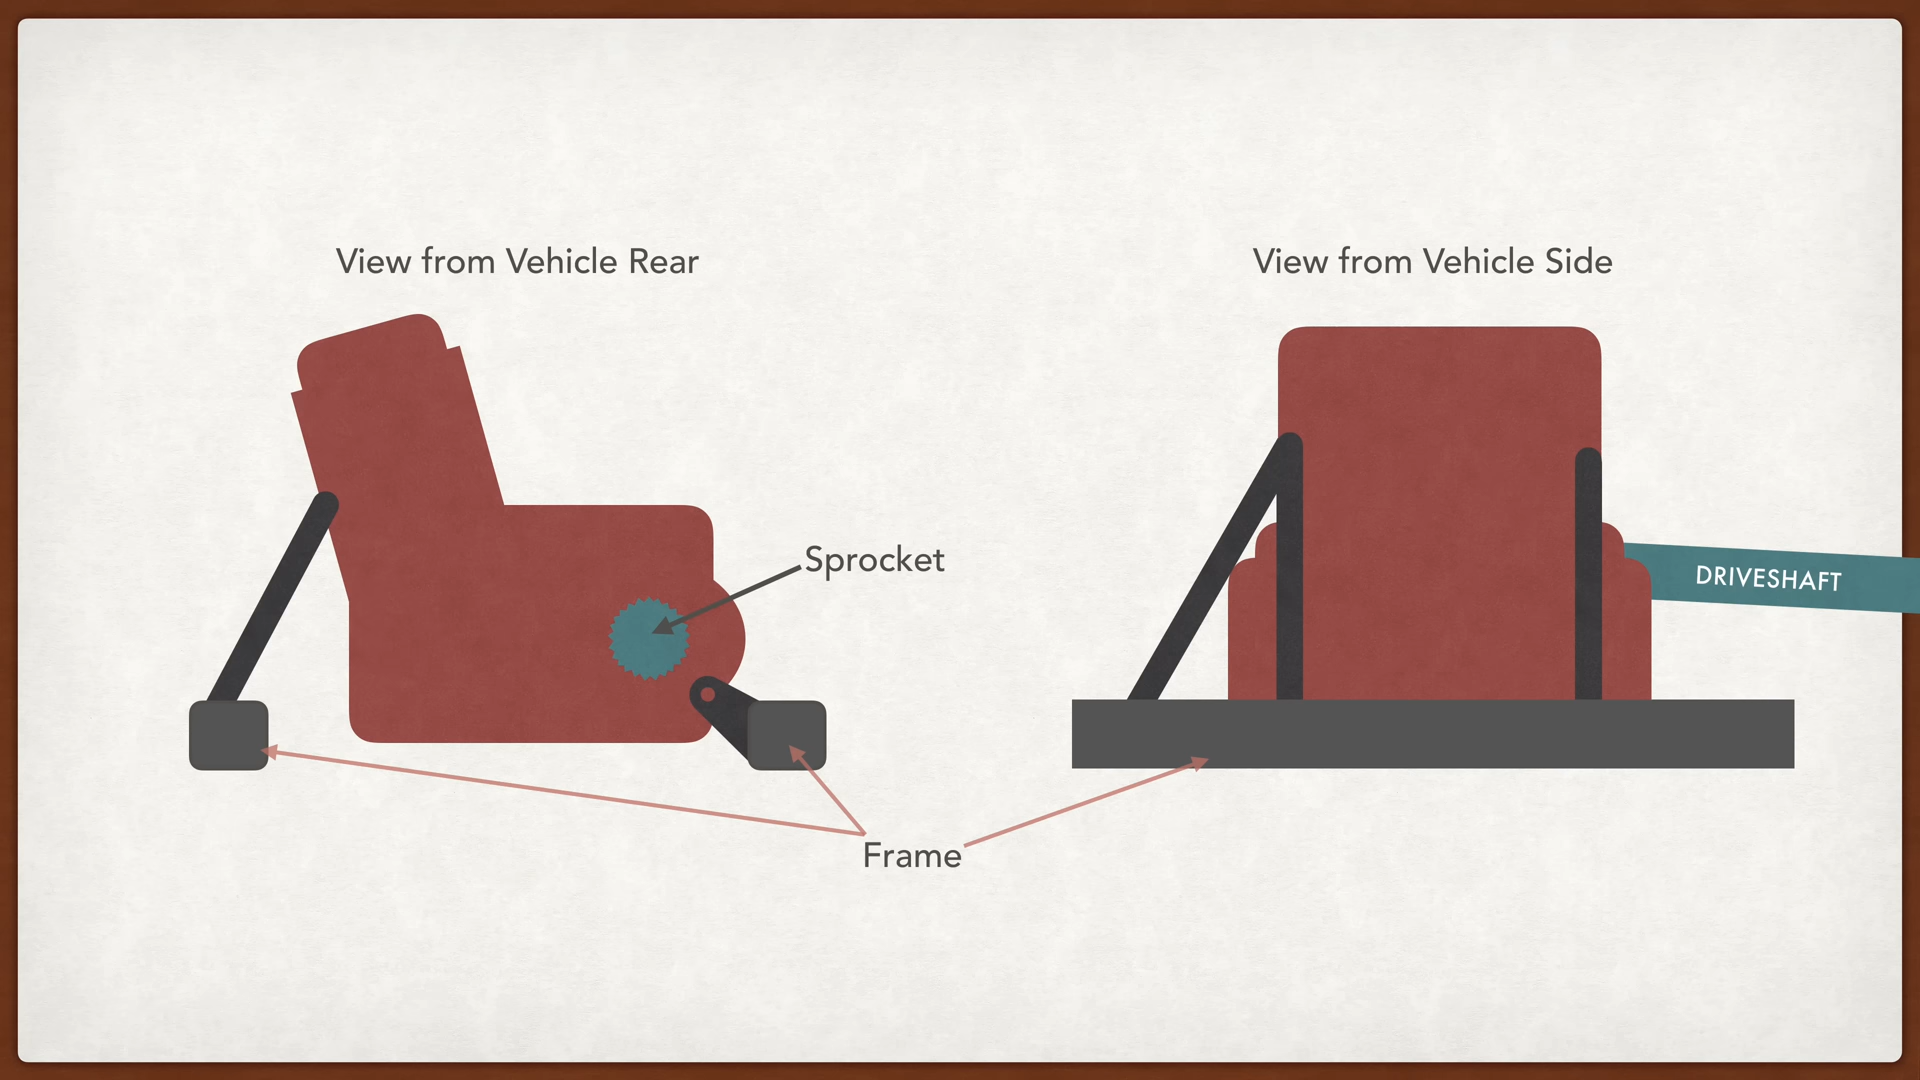 View from Vehicle Rear
View from Vehicle Side
Sprocket
DRIVESHAFT
Frame